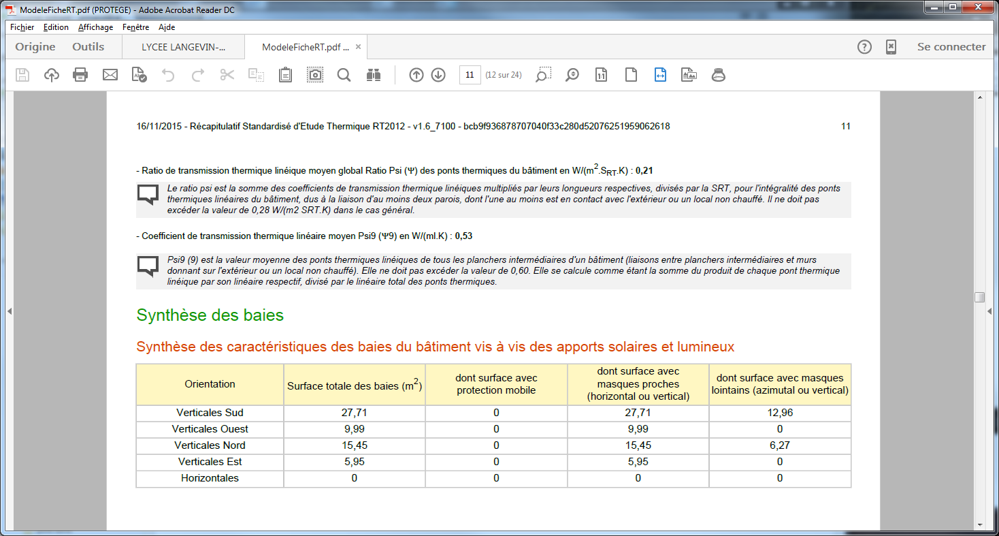 ModeleFicheRT.pdf (PROTEGE) - Adobe Acrobat Reader DC
Fichier Edition Affichage Fenêtre Aide
Origine Outils LYCEE LANGEVIN-... ModeleFicheRT.pdf ... × Se connecter
11 (12 sur 24)
16/11/2015 - Récapitulatif Standardisé d'Etude Thermique RT2012 - v1.6_7100 - bcb9f936878707040f33c280d52076251959062618 11
- Ratio de transmission thermique linéique moyen global Ratio Psi (Ψ) des ponts thermiques du bâtiment en W/(m2.SRT.K) : 0,21
Le ratio psi est la somme des coefficients de transmission thermique linéiques multipliés par leurs longueurs respectives, divisés par la SRT, pour l'intégralité des ponts
thermiques linéaires du bâtiment, dus à la liaison d'au moins deux parois, dont l'une au moins est en contact avec l'extérieur ou un local non chauffé. Il ne doit pas
excéder la valeur de 0,28 W/(m2 SRT.K) dans le cas général.
- Coefficient de transmission thermique linéaire moyen Psi9 (Ψ9) en W/(ml.K) : 0,53
Psi9 (9) est la valeur moyenne des ponts thermiques linéiques de tous les planchers intermédiaires d'un bâtiment (liaisons entre planchers intermédiaires et murs
donnant sur l'extérieur ou un local non chauffé). Elle ne doit pas excéder la valeur de 0,60. Elle se calcule comme étant la somme du produit de chaque pont thermique
linéique par son linéaire respectif, divisé par le linéaire total des ponts thermiques.
Synthèse des baies
Synthèse des caractéristiques des baies du bâtiment vis à vis des apports solaires et lumineux
Orientation Surface totale des baies (m2) dont surface avec protection mobile dont surface avec masques proches (horizontal ou vertical) dont surface avec masques lointains (azimutal ou vertical)
Verticales Sud 27,71 0 27,71 12,96
Verticales Ouest 9,99 0 9,99 0
Verticales Nord 15,45 0 15,45 6,27
Verticales Est 5,95 0 5,95 0
Horizontales 0 0 0 0